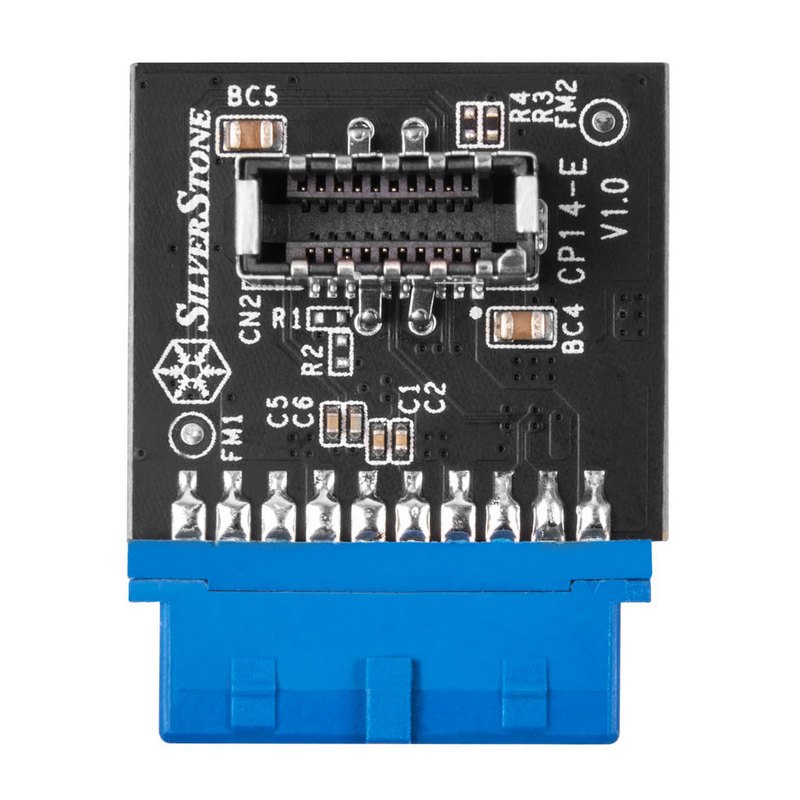 BC5
R4
R3
FM2
SILVERSTONE
CP14-E
V1.0
CN2
R1
R2
BC4
C5
C6
C1
C2
FM1